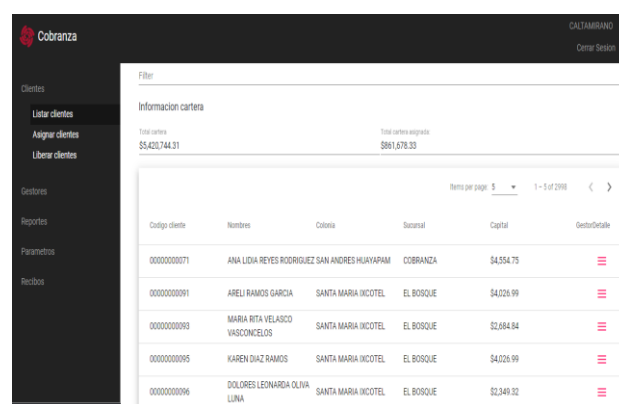 Cobranza
CALTAMIRANO
Cerrar Sesion
Clientes
Listar clientes
Asignar clientes
Liberar clientes
Gestores
Reportes
Parametros
Recibos
Filter
Informacion cartera
Total cartera
Total cartera asignada
$5,420,744.31
$861,678.33
Items per page: 5
1 – 5 of 2998
Codigo cliente Nombres Colonia Sucursal Capital GestorDetalle
00000000071 ANA LIDIA REYES RODRIGUEZ SAN ANDRES HUAYAPAM COBRANZA $4,554.75
00000000091 ARELI RAMOS GARCIA SANTA MARIA IXCOTEL EL BOSQUE $4,026.99
00000000093 MARIA RITA VELASCO VASCONCELOS SANTA MARIA IXCOTEL EL BOSQUE $2,684.84
00000000095 KAREN DIAZ RAMOS SANTA MARIA IXCOTEL EL BOSQUE $4,026.99
00000000096 DOLORES LEONARDA OLIVA LUNA SANTA MARIA IXCOTEL EL BOSQUE $2,349.32